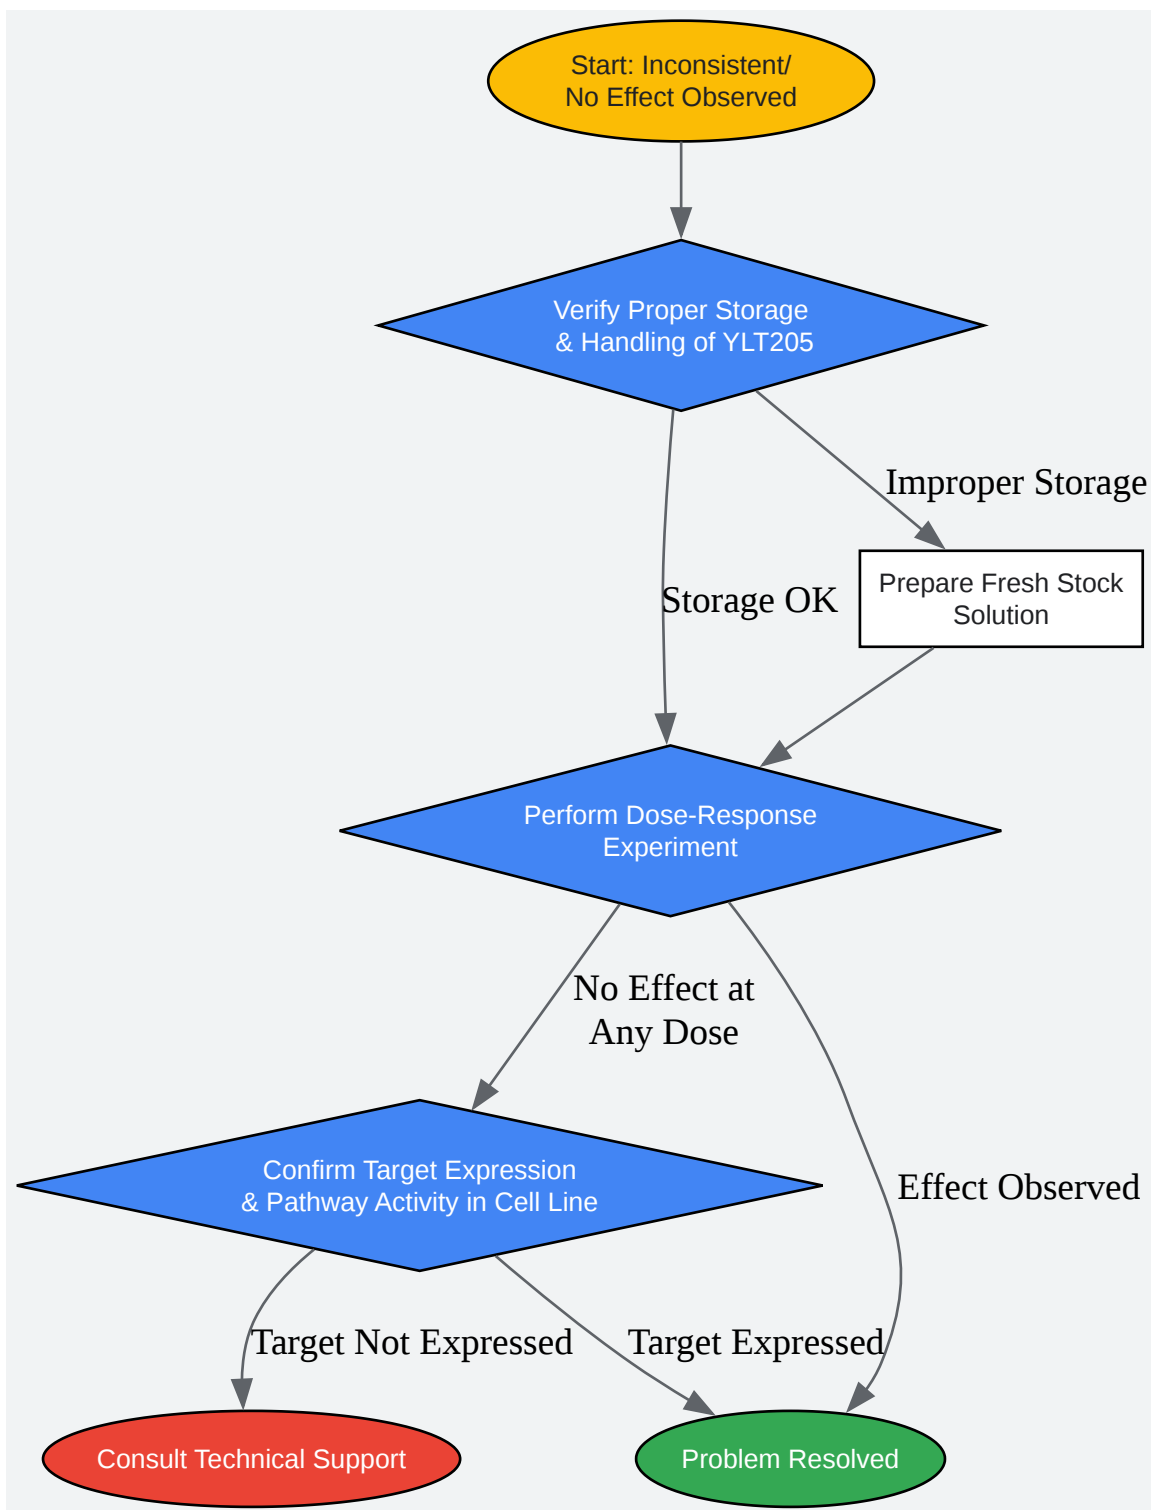 Start: Inconsistent/
No Effect Observed
Verify Proper Storage
& Handling of YLT205
Improper Storage
Storage OK
Prepare Fresh Stock
Solution
Perform Dose-Response
Experiment
No Effect at
Any Dose
Effect Observed
Confirm Target Expression
& Pathway Activity in Cell Line
Target Not Expressed
Target Expressed
Consult Technical Support
Problem Resolved